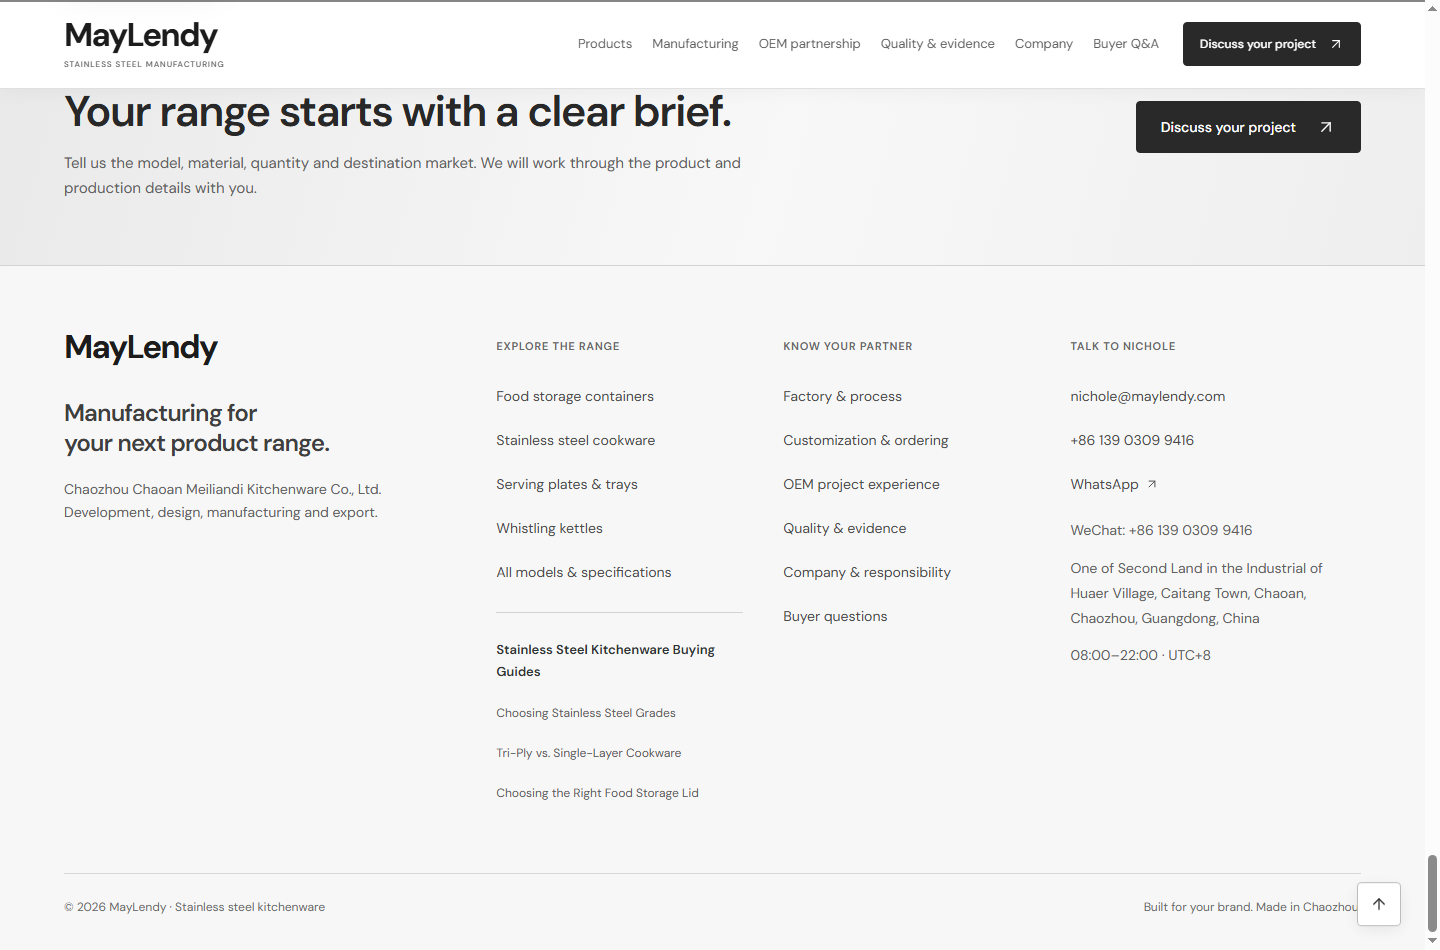 MayLendy
STAINLESS STEEL MANUFACTURING
Products
Manufacturing
OEM partnership
Quality & evidence
Company
Buyer Q&A
Discuss your project
Your range starts with a clear brief.
Tell us the model, material, quantity and destination market. We will work through the product and
production details with you.
Discuss your project
MayLendy
Manufacturing for
your next product range.
Chaozhou Chaoan Meiliandi Kitchenware Co., Ltd.
Development, design, manufacturing and export.
EXPLORE THE RANGE
Food storage containers
Stainless steel cookware
Serving plates & trays
Whistling kettles
All models & specifications
Stainless Steel Kitchenware Buying
Guides
Choosing Stainless Steel Grades
Tri-Ply vs. Single-Layer Cookware
Choosing the Right Food Storage Lid
KNOW YOUR PARTNER
Factory & process
Customization & ordering
OEM project experience
Quality & evidence
Company & responsibility
Buyer questions
TALK TO NICHOLE
nichole@maylendy.com
+86 139 0309 9416
WhatsApp
WeChat: +86 139 0309 9416
One of Second Land in the Industrial of
Huaer Village, Caitang Town, Chaoan,
Chaozhou, Guangdong, China
08:00–22:00 · UTC+8
© 2026 MayLendy · Stainless steel kitchenware
Built for your brand. Made in Chaozhou